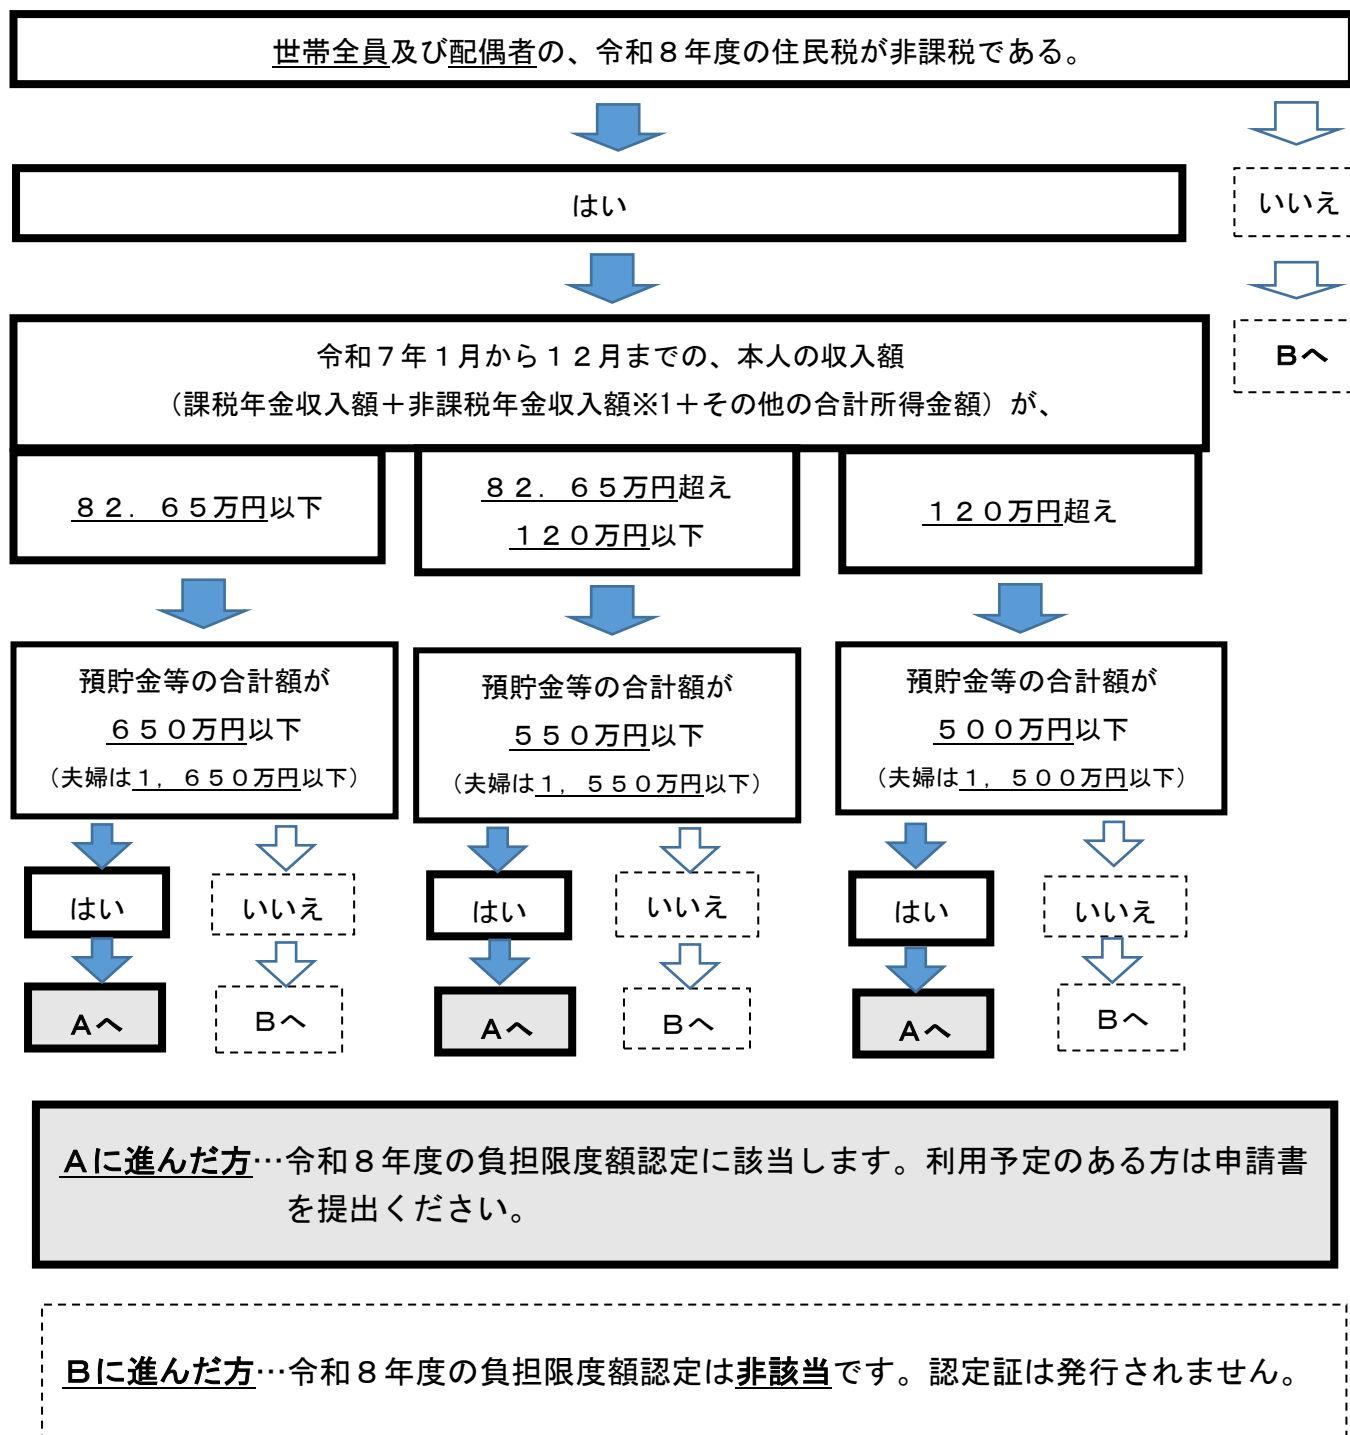 世帯全員及び配偶者の、令和８年度の住民税が非課税である。
はい
いいえ
Ｂへ
令和７年１月から１２月までの、本人の収入額
（課税年金収入額＋非課税年金収入額※1＋その他の合計所得金額）が、
８２．６５万円以下
８２．６５万円超え
１２０万円以下
１２０万円超え
預貯金等の合計額が
６５０万円以下
（夫婦は１，６５０万円以下）
預貯金等の合計額が
５５０万円以下
（夫婦は１，５５０万円以下）
預貯金等の合計額が
５００万円以下
（夫婦は１，５００万円以下）
はい
いいえ
はい
いいえ
はい
いいえ
Ａへ
Ｂへ
Ａへ
Ｂへ
Ａへ
Ｂへ
Ａに進んだ方…令和８年度の負担限度額認定に該当します。利用予定のある方は申請書
を提出ください。
Ｂに進んだ方…令和８年度の負担限度額認定は非該当です。認定証は発行されません。